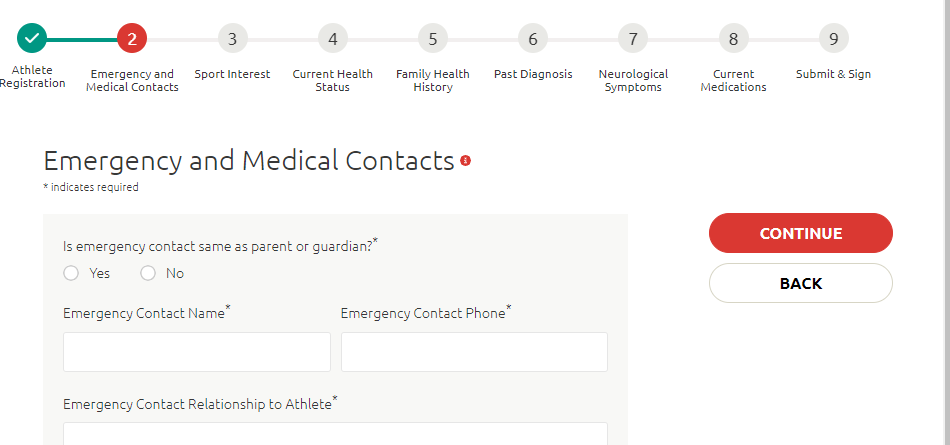 2 3 4 5 6 7 8 9
Athlete
Registration
Emergency and
Medical Contacts
Sport Interest
Current Health
Status
Family Health
History
Past Diagnosis
Neurological
Symptoms
Current
Medications
Submit & Sign
Emergency and Medical Contacts
* indicates required
Is emergency contact same as parent or guardian?*
Yes No
Emergency Contact Name* Emergency Contact Phone*
Emergency Contact Relationship to Athlete*
CONTINUE
BACK